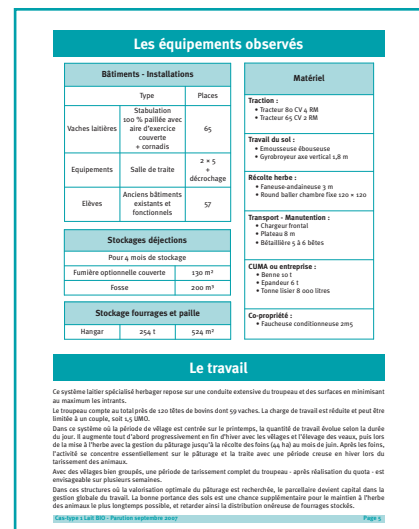 Les équipements observés
Bâtiments - Installations
Type Places
Vaches laitières
Stabulation
100 % paillée avec
aire d'exercice
couverte
+ cornadis
65
Equipements Salle de traite
2 × 5
+
décrochage
Elèves
Anciens bâtiments
existants et
fonctionnels
57
Stockages déjections
Pour 4 mois de stockage
Fumière optionnelle couverte 130 m²
Fosse 200 m³
Stockage fourrages et paille
Hangar 254 t 524 m²
Matériel
Traction :
• Tracteur 80 CV 4 RM
• Tracteur 65 CV 2 RM
Travail du sol :
• Emousseuse ébouseuse
• Gyrobroyeur axe vertical 1,8 m
Récolte herbe :
• Faneuse-andaineuse 3 m
• Round baller chambre fixe 120 × 120
Transport - Manutention :
• Chargeur frontal
• Plateau 8 m
• Bétaillière 5 à 6 bêtes
CUMA ou entreprise :
• Benne 10 t
• Epandeur 6 t
• Tonne lisier 8 000 litres
Co-propriété :
• Faucheuse conditionneuse 2m5
Le travail
Ce système laitier spécialisé herbager repose sur une conduite extensive du troupeau et des surfaces en minimisant
au maximum les intrants.
Le troupeau compte au total près de 120 têtes de bovins dont 59 vaches. La charge de travail est réduite et peut être
limitée à un couple, soit 1,5 UMO.
Dans ce système où la période de vêlage est centrée sur le printemps, la quantité de travail évolue selon la durée
du jour. Il augmente tout d'abord progressivement en fin d'hiver avec les vêlages et l'élevage des veaux, puis lors
de la mise à l'herbe avec la gestion du pâturage jusqu'à la récolte des foins (44 ha) au mois de juin. Après les foins,
l'activité se concentre essentiellement sur le pâturage et la traite avec une période creuse en hiver lors du
tarissement des animaux.
Avec des vêlages bien groupés, une période de tarissement complet du troupeau - après réalisation du quota - est
envisageable sur plusieurs semaines.
Dans ces structures où la valorisation optimale du pâturage est recherchée, le parcellaire devient capital dans la
gestion globale du travail. La bonne portance des sols est une chance supplémentaire pour le maintien à l'herbe
des animaux le plus longtemps possible, et retarder ainsi la distribution onéreuse de fourrages stockés.
Cas-type 1 Lait BIO - Parution septembre 2007 Page 5